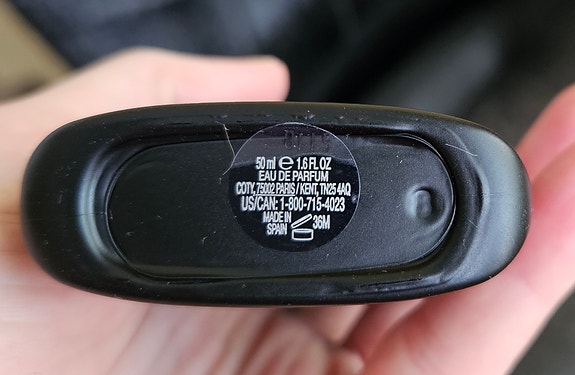 50 ml ℮ 1.6 FL OZ
EAU DE PARFUM
COTY, 75002 PARIS / KENT, TN25 4AQ
US/CAN: 1-800-715-4023
MADE IN
SPAIN
36M